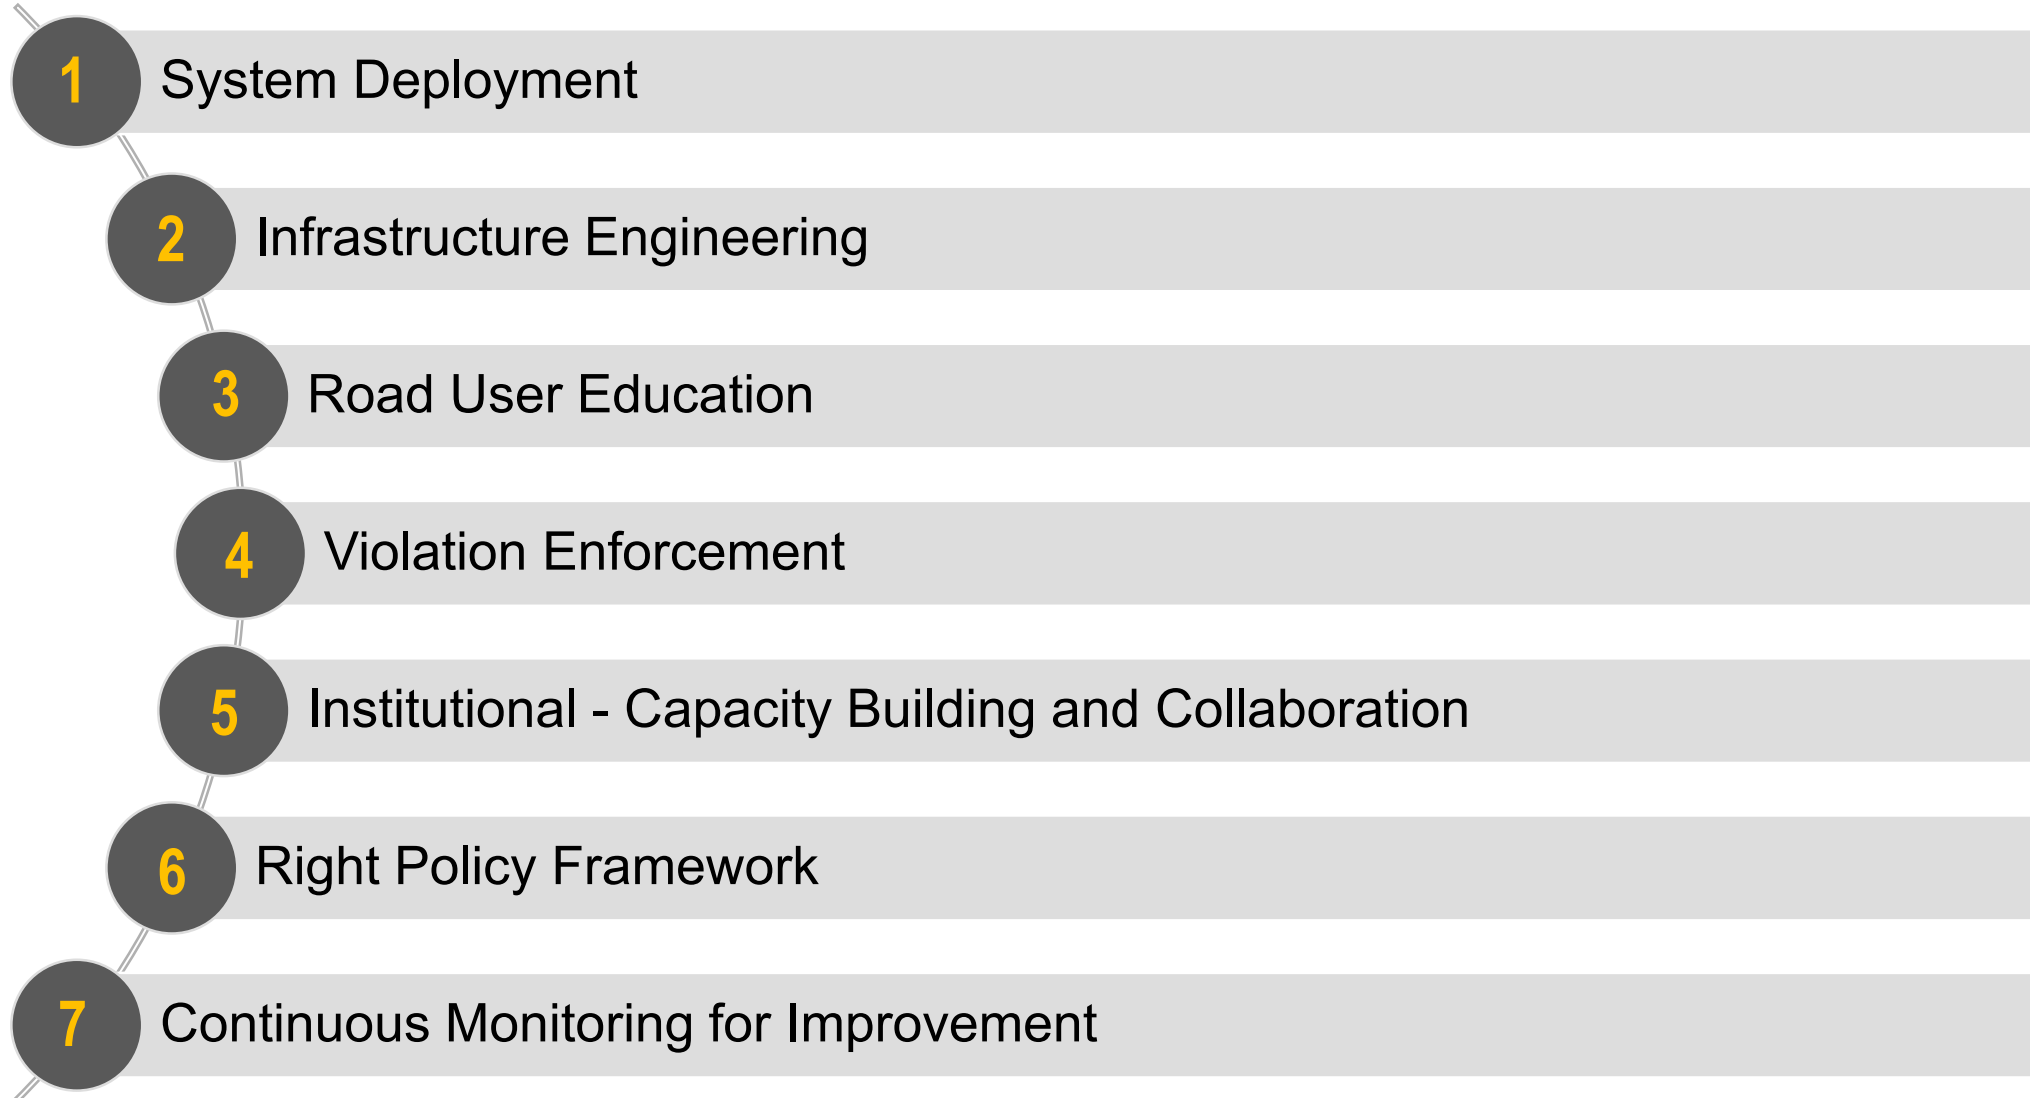 1 System Deployment
2 Infrastructure Engineering
3 Road User Education
4 Violation Enforcement
5 Institutional - Capacity Building and Collaboration
6 Right Policy Framework
7 Continuous Monitoring for Improvement